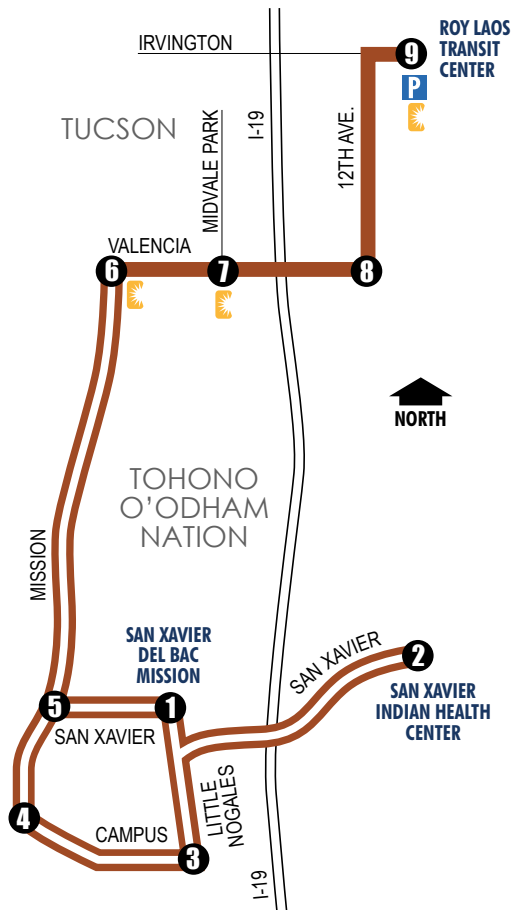 ROY LAOS
TRANSIT
CENTER
IRVINGTON
9
P
TUCSON
MIDVALE PARK
I-19
12TH AVE.
VALENCIA
6
7
8
NORTH
TOHONO
O'ODHAM
NATION
MISSION
SAN XAVIER
DEL BAC
MISSION
SAN XAVIER
2
SAN XAVIER
INDIAN HEALTH
CENTER
5
1
SAN XAVIER
LITTLE
NOGALES
4
CAMPUS
3
I-19